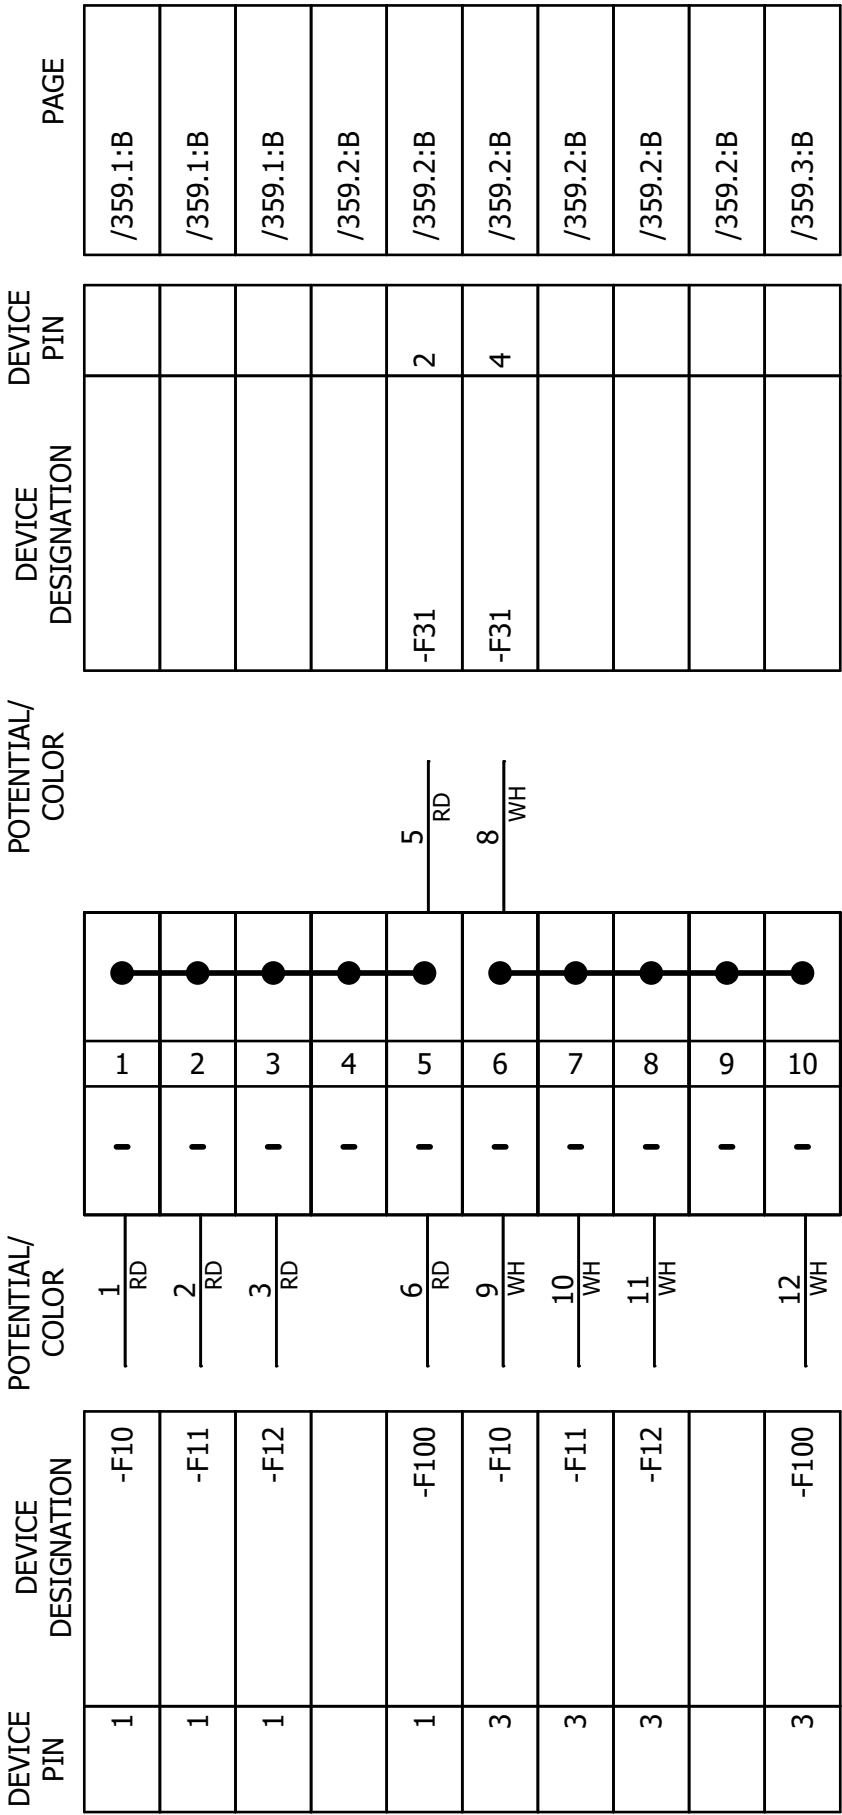 DEVICE PIN
DEVICE DESIGNATION
POTENTIAL/ COLOR
POTENTIAL/ COLOR
DEVICE DESIGNATION
DEVICE PIN
PAGE
1 -F10 1 RD - 1 /359.1:B
1 -F11 2 RD - 2 /359.1:B
1 -F12 3 RD - 3 /359.1:B
- 4 /359.2:B
1 -F100 6 RD - 5 5 RD -F31 2 /359.2:B
3 -F10 9 WH - 6 8 WH -F31 4 /359.2:B
3 -F11 10 WH - 7 /359.2:B
3 -F12 11 WH - 8 /359.2:B
- 9 /359.2:B
3 -F100 12 WH - 10 /359.3:B